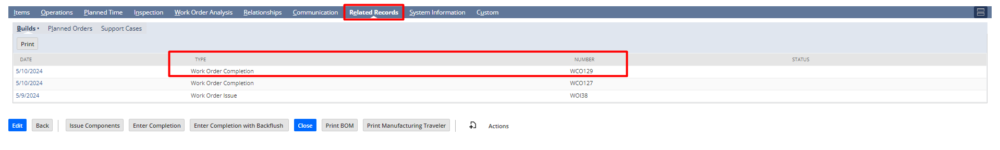 Items Operations Planned Time Inspection Work Order Analysis Relationships Communication Related Records System Information Custom
Builds • Planned Orders Support Cases
Print
DATE TYPE NUMBER STATUS
5/10/2024 Work Order Completion WCO129
5/10/2024 Work Order Completion WCO127
5/9/2024 Work Order Issue WOI38
Edit Back Issue Components Enter Completion Enter Completion with Backflush Close Print BOM Print Manufacturing Traveler Actions